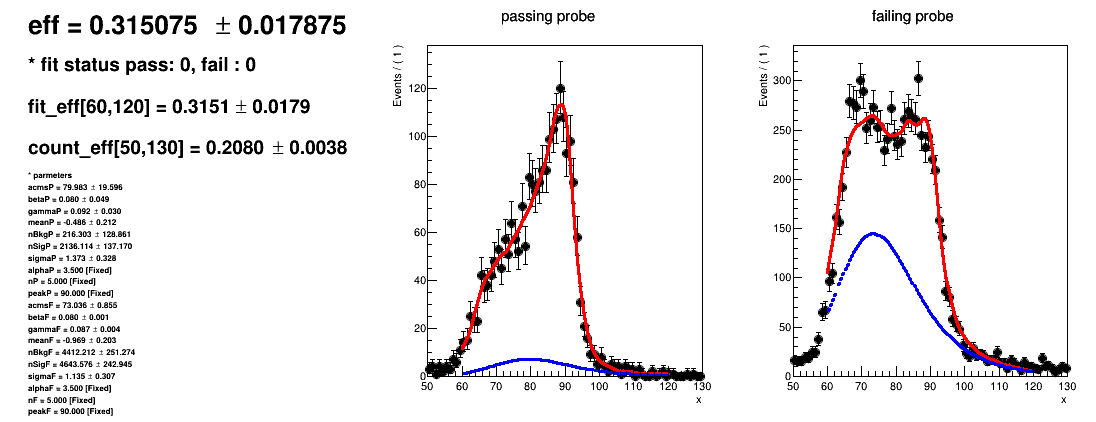 eff = 0.315075 ± 0.017875
* fit status pass: 0, fail : 0
fit_eff[60,120] = 0.3151 ± 0.0179
count_eff[50,130] = 0.2080 ± 0.0038
* parmeters
acmsP = 79.983 ± 19.596
betaP = 0.080 ± 0.049
gammaP = 0.092 ± 0.030
meanP = -0.486 ± 0.212
nBkgP = 216.303 ± 128.861
nSigP = 2136.114 ± 137.170
sigmaP = 1.373 ± 0.328
alphaP = 3.500 [Fixed]
nP = 5.000 [Fixed]
peakP = 90.000 [Fixed]
acmsF = 73.036 ± 0.855
betaF = 0.080 ± 0.001
gammaF = 0.087 ± 0.004
meanF = -0.969 ± 0.203
nBkgF = 4412.212 ± 251.274
nSigF = 4643.576 ± 242.945
sigmaF = 1.135 ± 0.307
alphaF = 3.500 [Fixed]
nF = 5.000 [Fixed]
peakF = 90.000 [Fixed]
passing probe
Events / ( 1 )
120
100
80
60
40
20
0
50 60 70 80 90 100 110 120 130
x
failing probe
Events / ( 1 )
300
250
200
150
100
50
0
50 60 70 80 90 100 110 120 130
x